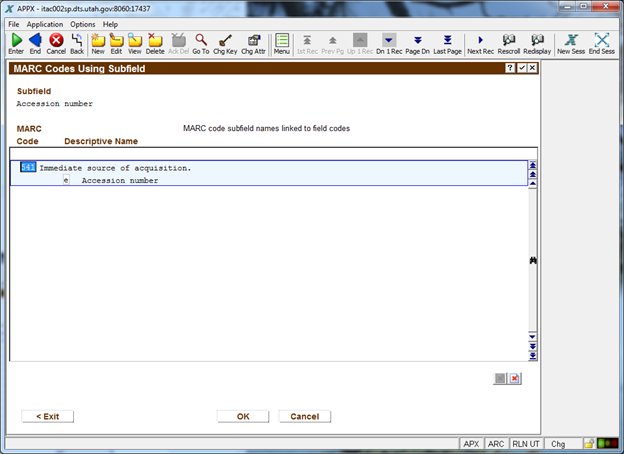 APPX - itac002sp.dts.utah.gov:8060:17437
File Application Options Help
Enter End Cancel Back New Edit View Delete Ack Del Go To Chg Key Chg Attr Menu 1st Rec Prev Pg Up 1 Rec Dn 1 Rec Page Dn Last Page Next Rec Rescroll Redisplay New Sess End Sess
MARC Codes Using Subfield
Subfield
Accession number
MARC MARC code subfield names linked to field codes
Code Descriptive Name
541 Immediate source of acquisition.
e Accession number
< Exit OK Cancel
APX ARC RLN UT Chg